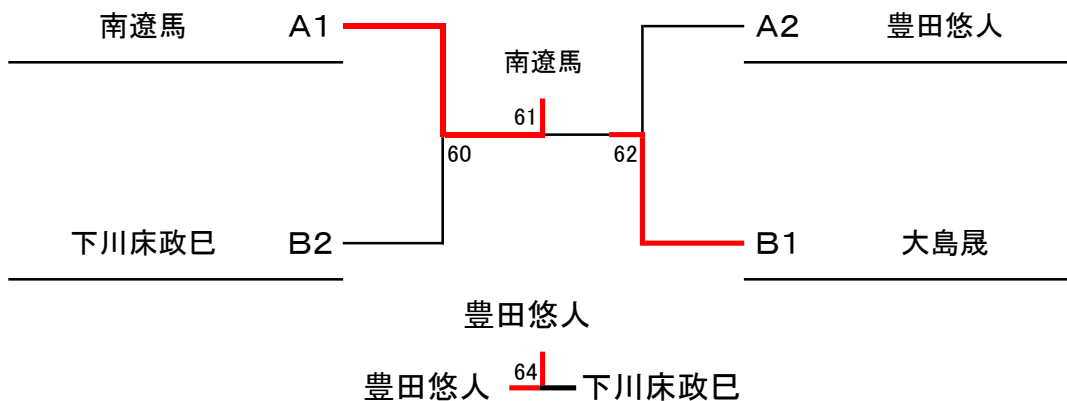 南遼馬 A1
A2 豊田悠人
南遼馬
61
60
62
下川床政巳 B2
B1 大島晟
豊田悠人
豊田悠人 64 下川床政巳